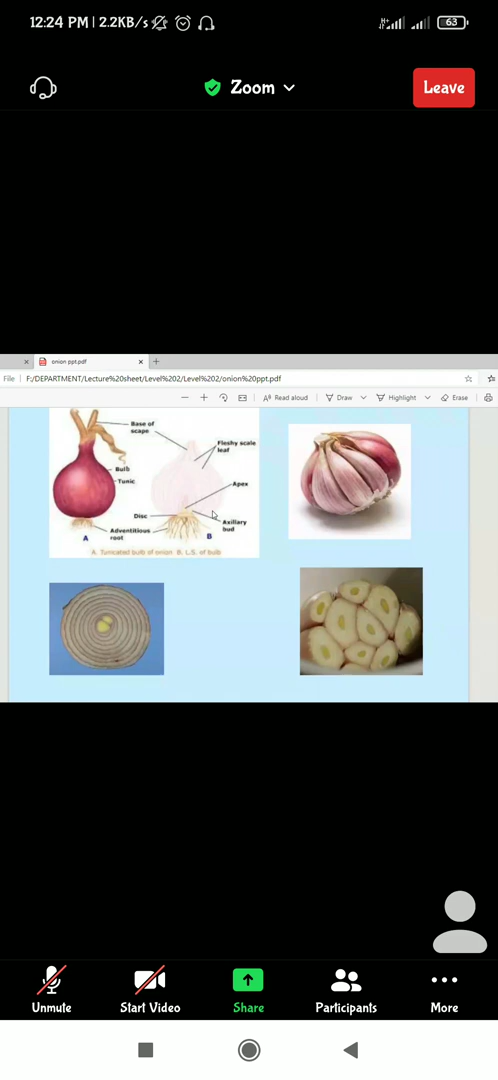 12:24 PM | 2.2KB/s
H+
63
Zoom
Leave
onion ppt.pdf
File | F:/DEPARTMENT/Lecture%20sheet/Level%202/Level%202/onion%20ppt.pdf
Read aloud | Draw | Highlight | Erase
Base of
scape
Fleshy scale
leaf
Bulb
Tunic
Apex
Disc
Axillary
bud
Adventitious
root
A
B
A. Tunicated bulb of onion B. L.S. of bulb
Unmute
Start Video
Share
Participants
More